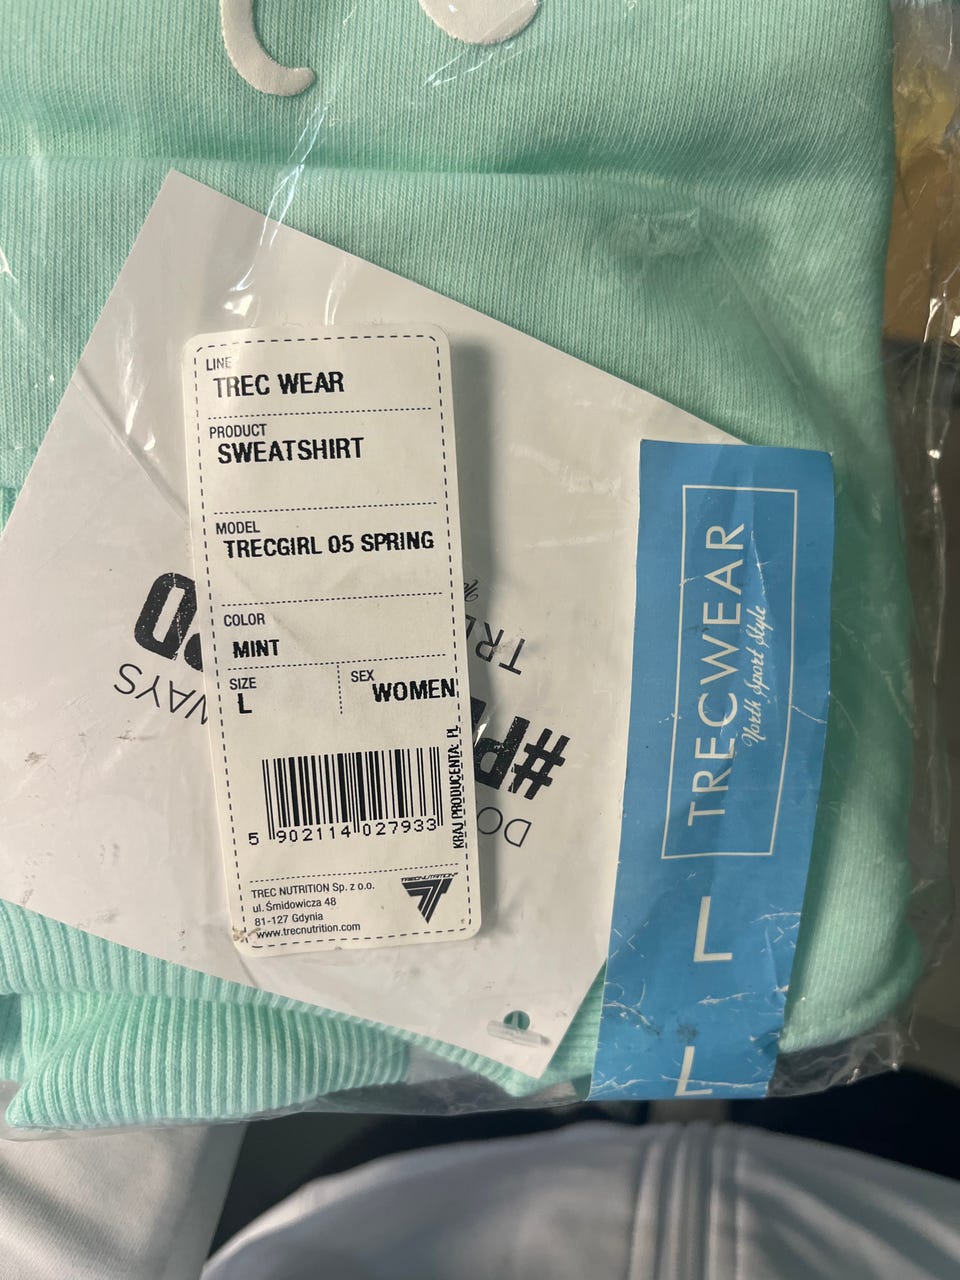 LINE
TREC WEAR
PRODUCT
SWEATSHIRT
MODEL
TRECGIRL 05 SPRING
COLOR
MINT
SIZE
L
SEX
WOMEN
5 902114 027933
KRAJ PRODUCENTA: PL
TREC NUTRITION Sp. z o.o.
ul. Śmidowicza 48
81-127 Gdynia
www.trecnutrition.com
TRECNUTRITION
TRECWEAR
North Sport Style
L
L